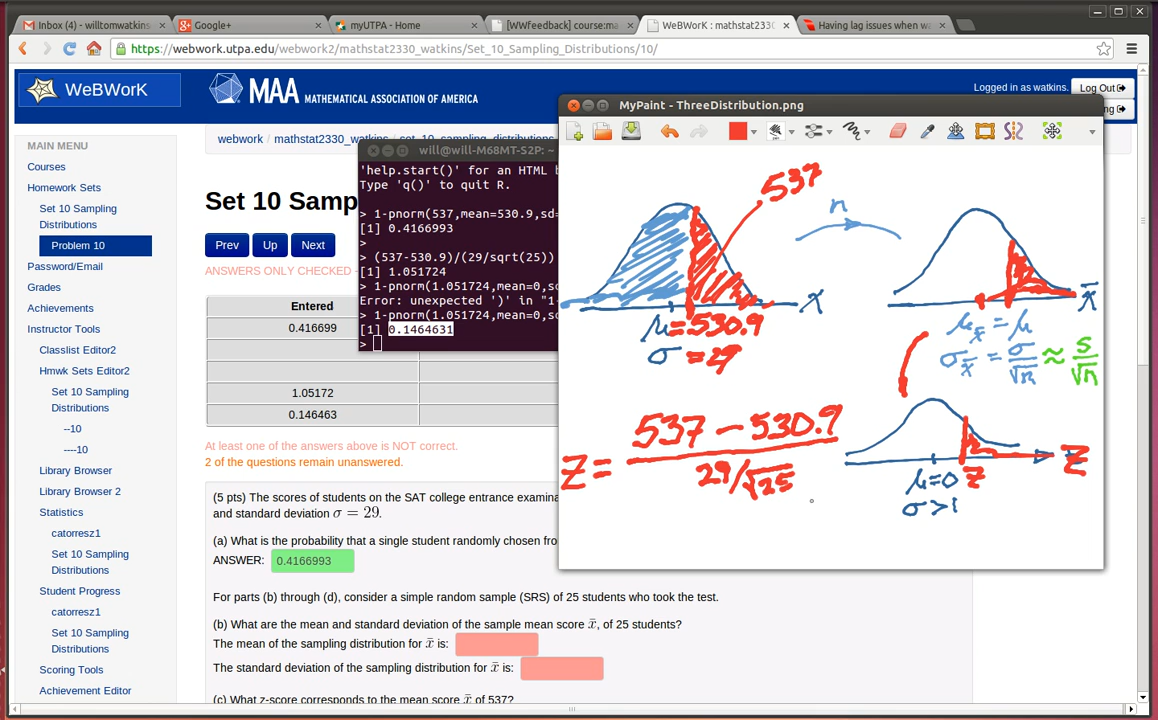 Inbox (4) - willtomwatkins
Google+
myUTPA - Home
[WWfeedback] course:ma
WeBWorK : mathstat233
Having lag issues when w
https://webwork.utpa.edu/webwork2/mathstat2330_watkins/Set_10_Sampling_Distributions/10/
WeBWorK
MAA MATHEMATICAL ASSOCIATION OF AMERICA
Logged in as watkins.
Log Out
webwork / mathstat2330_watkins / set_10_sampling_distributions
MAIN MENU
Courses
Homework Sets
Set 10 Sampling
Distributions
Problem 10
Password/Email
Grades
Achievements
Instructor Tools
Classlist Editor2
Hmwk Sets Editor2
Set 10 Sampling
Distributions
--10
----10
Library Browser
Library Browser 2
Statistics
catorresz1
Set 10 Sampling
Distributions
Student Progress
catorresz1
Set 10 Sampling
Distributions
Scoring Tools
Achievement Editor
Set 10 Samp
Prev
Up
Next
ANSWERS ONLY CHECKED -
Entered
0.416699
1.05172
0.146463
At least one of the answers above is NOT correct.
2 of the questions remain unanswered.
(5 pts) The scores of students on the SAT college entrance examina
and standard deviation σ = 29.
(a) What is the probability that a single student randomly chosen fro
ANSWER: 0.4166993
For parts (b) through (d), consider a simple random sample (SRS) of 25 students who took the test.
(b) What are the mean and standard deviation of the sample mean score x̄, of 25 students?
The mean of the sampling distribution for x̄ is:
The standard deviation of the sampling distribution for x̄ is:
(c) What z-score corresponds to the mean score x̄ of 537?
will@will-M68MT-S2P: ~
'help.start()' for an HTML b
Type 'q()' to quit R.
> 1-pnorm(537,mean=530.9,sd=
[1] 0.4166993
>
> (537-530.9)/(29/sqrt(25))
[1] 1.051724
> 1-pnorm(1.051724,mean=0,sd
Error: unexpected ')' in "1-
> 1-pnorm(1.051724,mean=0,sd
[1] 0.1464631
>
MyPaint - ThreeDistribution.png
537
n
x
x̄
μ = 530.9
σ = 29
μx̄ = μ
σx̄ = σ/√n ≈ s/√n
z = 537 − 530.9
29/√25
z
z
μ=0
σ>1